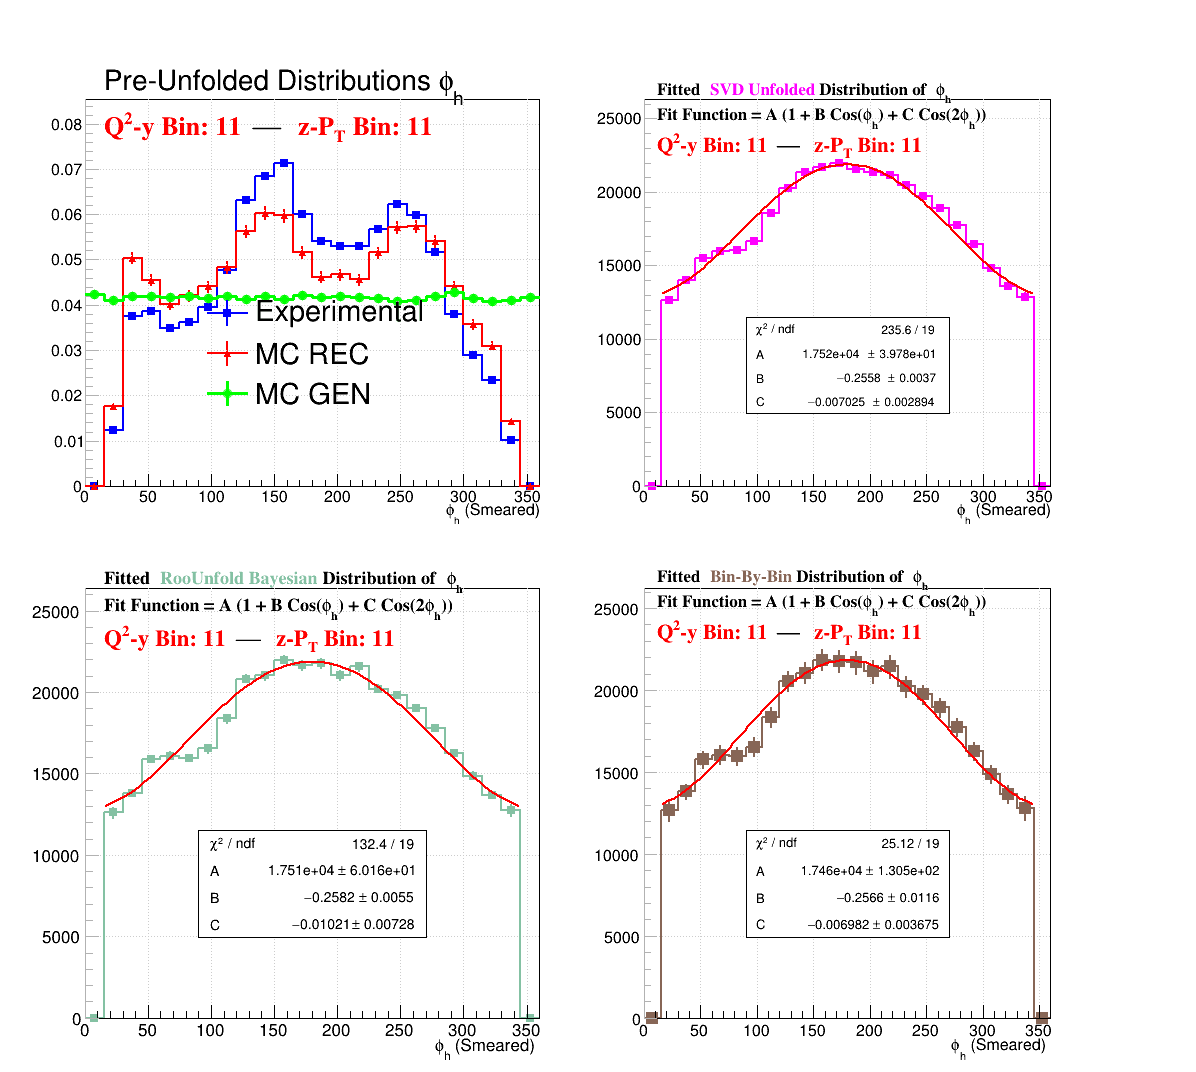 Pre-Unfolded Distributions ϕh
Q²-y Bin: 11 — z-PT Bin: 11
0.08
0.07
0.06
0.05
0.04
0.03
0.02
0.01
0
Experimental
MC REC
MC GEN
0 50 100 150 200 250 300 350
ϕh (Smeared)
Fitted SVD Unfolded Distribution of ϕh
Fit Function = A (1 + B Cos(ϕh) + C Cos(2ϕh))
Q²-y Bin: 11 — z-PT Bin: 11
25000
20000
15000
10000
5000
0
χ² / ndf 235.6 / 19
A 1.752e+04 ± 3.978e+01
B −0.2558 ± 0.0037
C −0.007025 ± 0.002894
0 50 100 150 200 250 300 350
ϕh (Smeared)
Fitted RooUnfold Bayesian Distribution of ϕh
Fit Function = A (1 + B Cos(ϕh) + C Cos(2ϕh))
Q²-y Bin: 11 — z-PT Bin: 11
25000
20000
15000
10000
5000
0
χ² / ndf 132.4 / 19
A 1.751e+04 ± 6.016e+01
B −0.2582 ± 0.0055
C −0.01021 ± 0.00728
0 50 100 150 200 250 300 350
ϕh (Smeared)
Fitted Bin-By-Bin Distribution of ϕh
Fit Function = A (1 + B Cos(ϕh) + C Cos(2ϕh))
Q²-y Bin: 11 — z-PT Bin: 11
25000
20000
15000
10000
5000
0
χ² / ndf 25.12 / 19
A 1.746e+04 ± 1.305e+02
B −0.2566 ± 0.0116
C −0.006982 ± 0.003675
0 50 100 150 200 250 300 350
ϕh (Smeared)